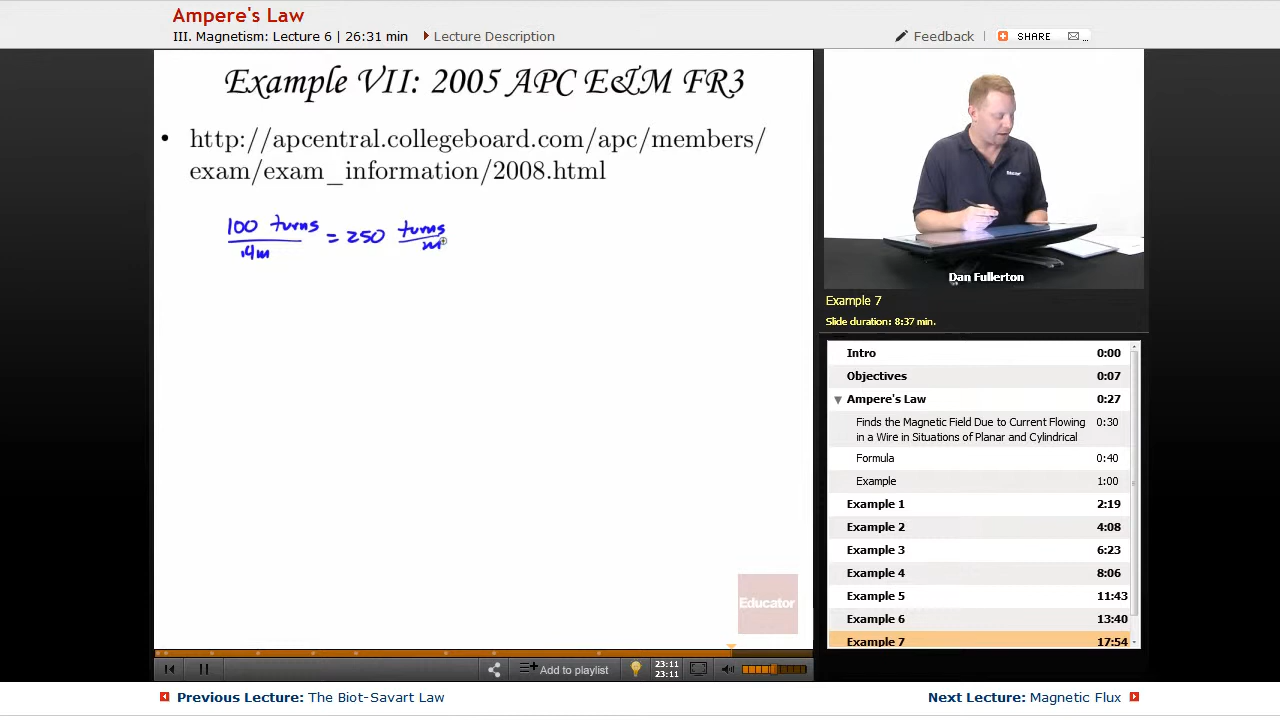 Ampere's Law
III. Magnetism: Lecture 6 | 26:31 min
Lecture Description
Feedback
SHARE
Example VII: 2005 APC E&M FR3
• http://apcentral.collegeboard.com/apc/members/
exam/exam_information/2008.html
100 turns
.4m
= 250 turns
m
Educator
Dan Fullerton
Example 7
Slide duration: 8:37 min.
Intro 0:00
Objectives 0:07
Ampere's Law 0:27
Finds the Magnetic Field Due to Current Flowing 0:30
in a Wire in Situations of Planar and Cylindrical
Formula 0:40
Example 1:00
Example 1 2:19
Example 2 4:08
Example 3 6:23
Example 4 8:06
Example 5 11:43
Example 6 13:40
Example 7 17:54
Add to playlist
23:11
23:11
Previous Lecture: The Biot-Savart Law
Next Lecture: Magnetic Flux